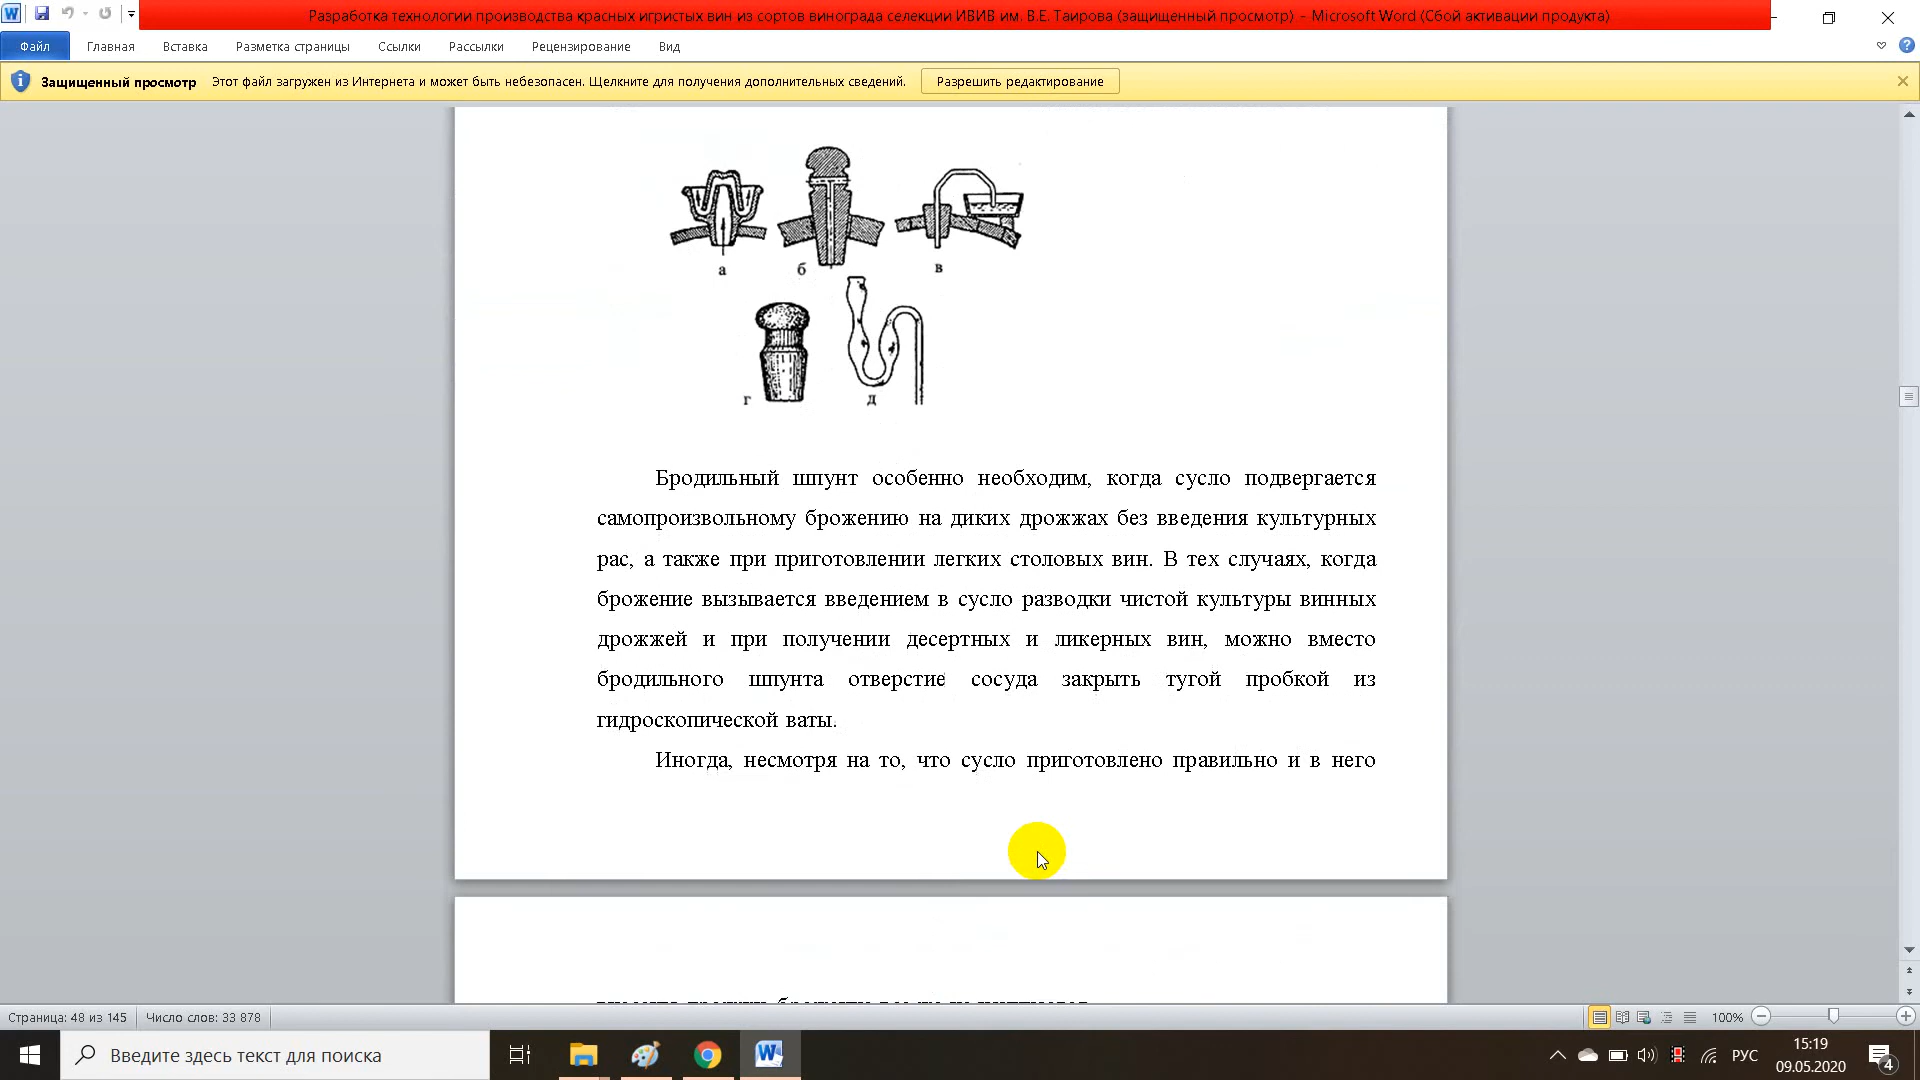 Разработка технологии производства красных игристых вин из сортов винограда селекции ИВИВ им. В.Е. Таирова (защищенный просмотр) - Microsoft Word (Сбой активации продукта)
Файл Главная Вставка Разметка страницы Ссылки Рассылки Рецензирование Вид
Защищенный просмотр Этот файл загружен из Интернета и может быть небезопасен. Щелкните для получения дополнительных сведений. Разрешить редактирование
а б в
г д
Бродильный шпунт особенно необходим, когда сусло подвергается
самопроизвольному брожению на диких дрожжах без введения культурных
рас, а также при приготовлении легких столовых вин. В тех случаях, когда
брожение вызывается введением в сусло разводки чистой культуры винных
дрожжей и при получении десертных и ликерных вин, можно вместо
бродильного шпунта отверстие сосуда закрыть тугой пробкой из
гидроскопической ваты.
Иногда, несмотря на то, что сусло приготовлено правильно и в него
Страница: 48 из 145 Число слов: 33 878 100%
Введите здесь текст для поиска РУС 15:19
09.05.2020 4